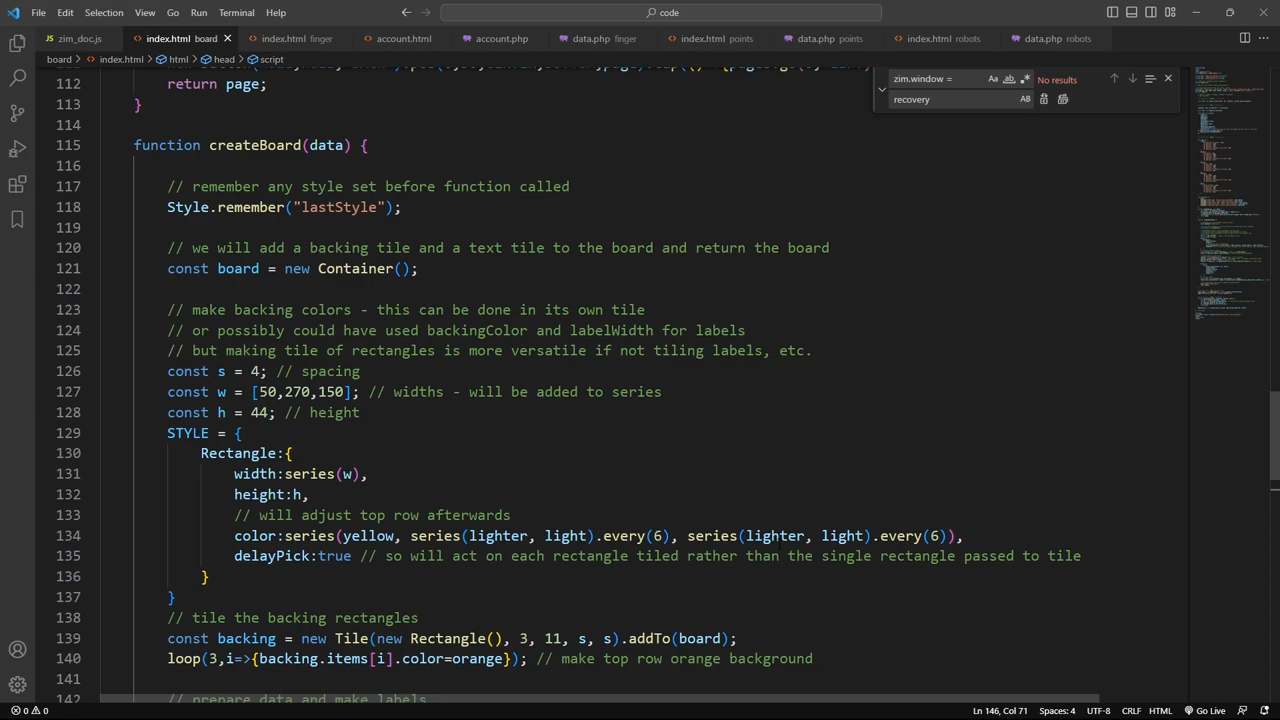 File Edit Selection View Go Run Terminal Help
code
JS zim_doc.js
index.html board
index.html finger
account.html
account.php
data.php finger
index.html points
data.php points
index.html robots
data.php robots
board > index.html > html > head > script
zim.window = Aa ab .* No results
recovery AB
112 return page;
113 }
114
115 function createBoard(data) {
116
117 // remember any style set before function called
118 Style.remember("lastStyle");
119
120 // we will add a backing tile and a text tile to the board and return the board
121 const board = new Container();
122
123 // make backing colors - this can be done in its own tile
124 // or possibly could have used backingColor and labelWidth for labels
125 // but making tile of rectangles is more versatile if not tiling labels, etc.
126 const s = 4; // spacing
127 const w = [50,270,150]; // widths - will be added to series
128 const h = 44; // height
129 STYLE = {
130 Rectangle:{
131 width:series(w),
132 height:h,
133 // will adjust top row afterwards
134 color:series(yellow, series(lighter, light).every(6), series(lighter, light).every(6)),
135 delayPick:true // so will act on each rectangle tiled rather than the single rectangle passed to tile
136 }
137 }
138 // tile the backing rectangles
139 const backing = new Tile(new Rectangle(), 3, 11, s, s).addTo(board);
140 loop(3,i=>{backing.items[i].color=orange}); // make top row orange background
141
142 // prepare data and make labels
0 0 Ln 146, Col 71 Spaces: 4 UTF-8 CRLF HTML Go Live